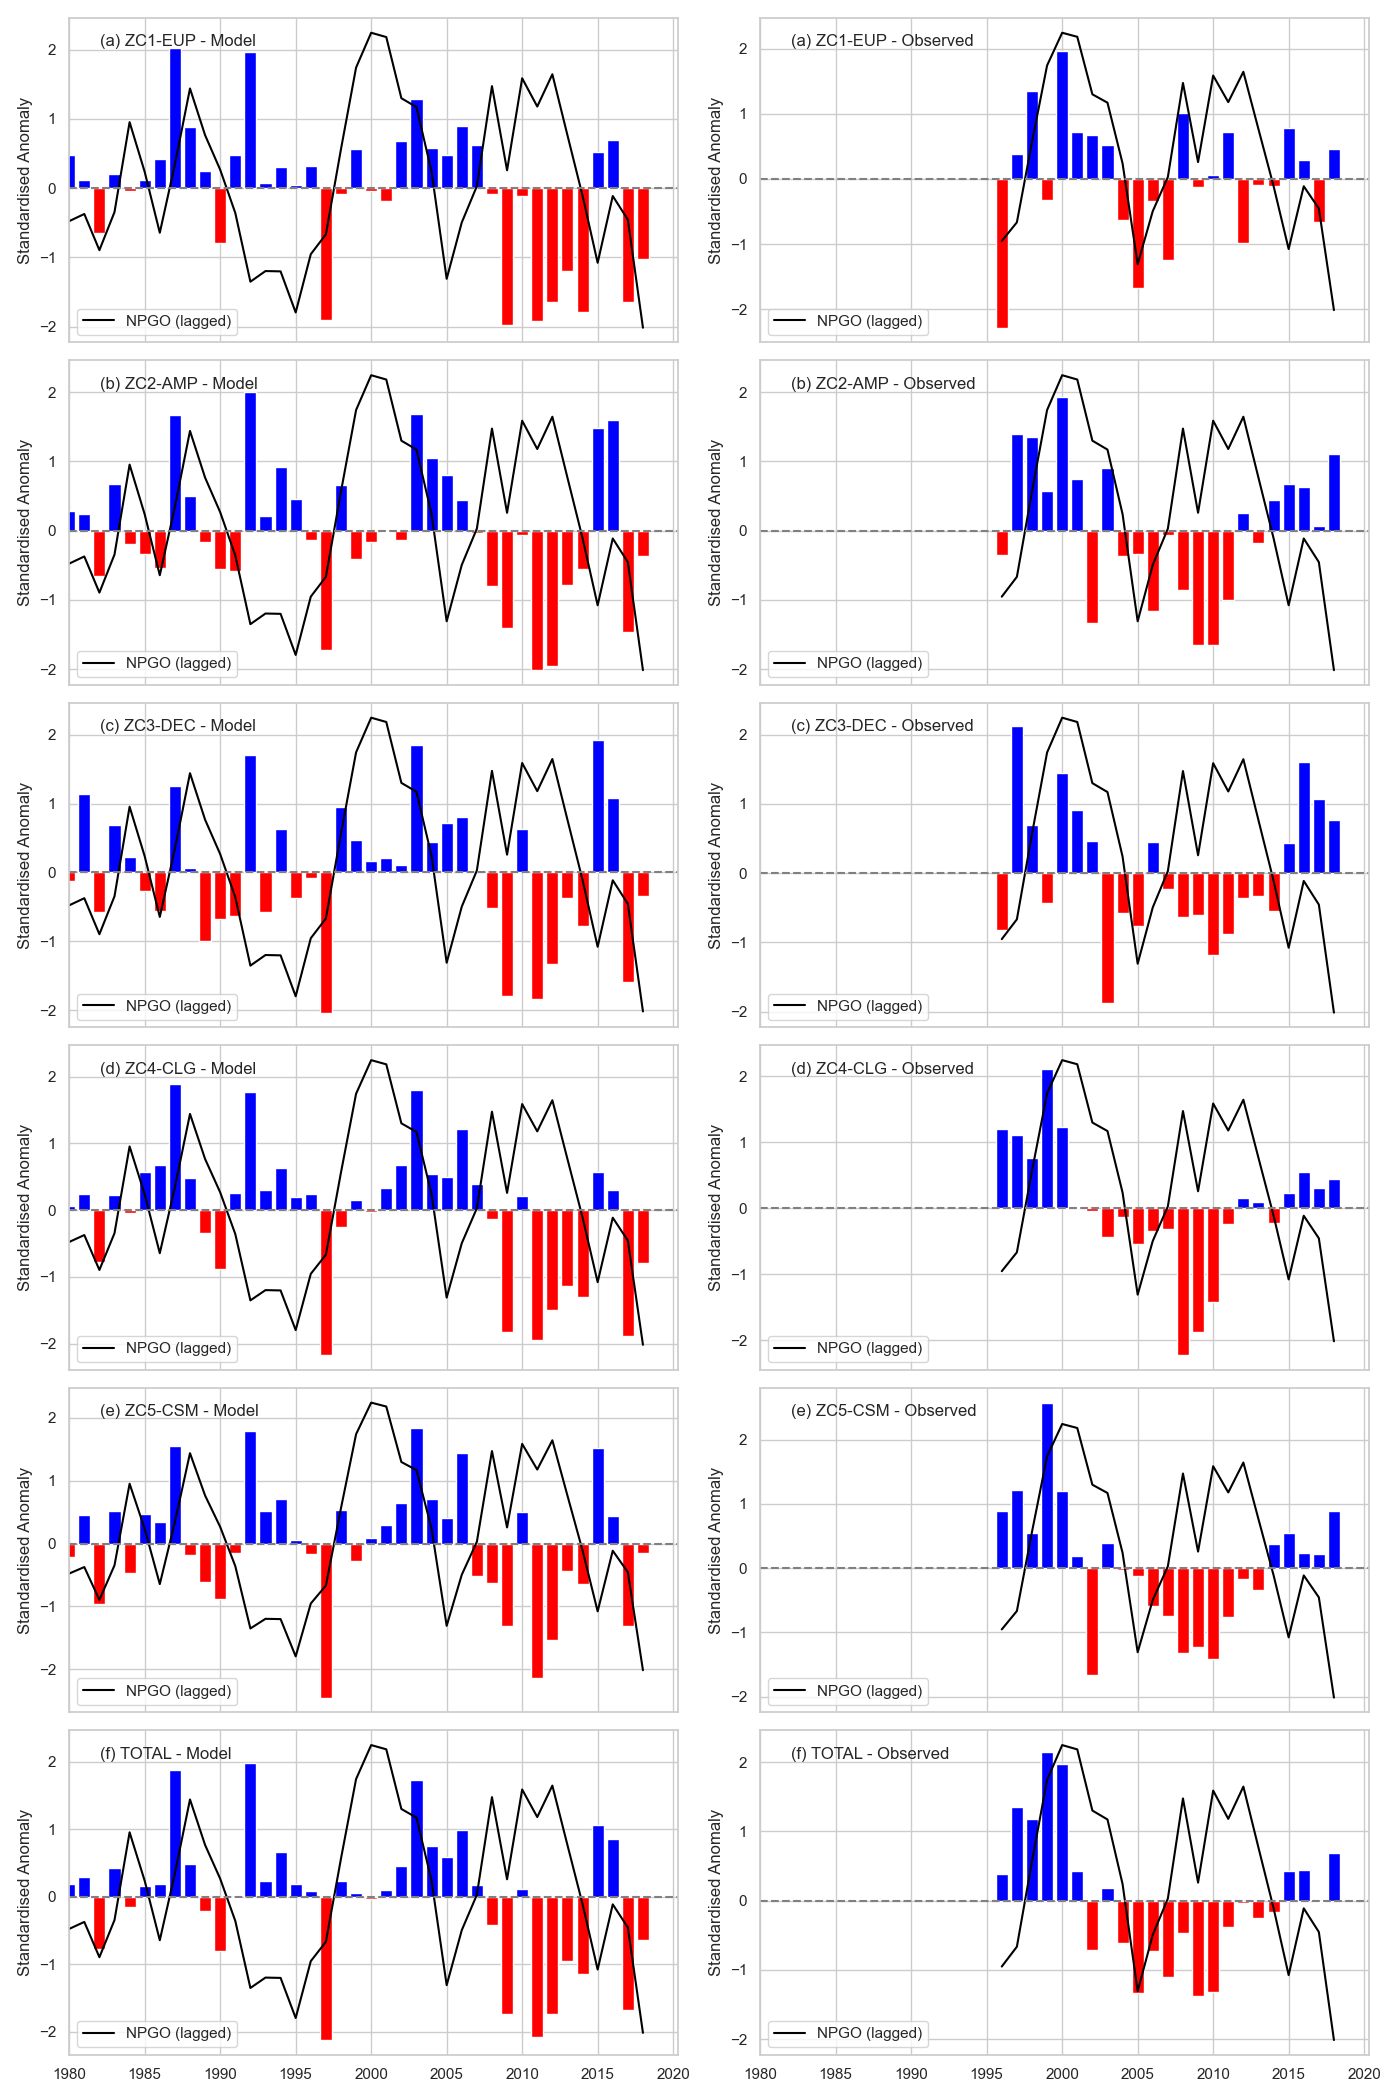 (a) ZC1-EUP - Model
2
1
0
−1
−2
Standardised Anomaly
NPGO (lagged)
(a) ZC1-EUP - Observed
2
1
0
−1
−2
Standardised Anomaly
NPGO (lagged)
(b) ZC2-AMP - Model
2
1
0
−1
−2
Standardised Anomaly
NPGO (lagged)
(b) ZC2-AMP - Observed
2
1
0
−1
−2
Standardised Anomaly
NPGO (lagged)
(c) ZC3-DEC - Model
2
1
0
−1
−2
Standardised Anomaly
NPGO (lagged)
(c) ZC3-DEC - Observed
2
1
0
−1
−2
Standardised Anomaly
NPGO (lagged)
(d) ZC4-CLG - Model
2
1
0
−1
−2
Standardised Anomaly
NPGO (lagged)
(d) ZC4-CLG - Observed
2
1
0
−1
−2
Standardised Anomaly
NPGO (lagged)
(e) ZC5-CSM - Model
2
1
0
−1
−2
Standardised Anomaly
NPGO (lagged)
(e) ZC5-CSM - Observed
2
1
0
−1
−2
Standardised Anomaly
NPGO (lagged)
(f) TOTAL - Model
2
1
0
−1
−2
Standardised Anomaly
NPGO (lagged)
1980 1985 1990 1995 2000 2005 2010 2015 2020
(f) TOTAL - Observed
2
1
0
−1
−2
Standardised Anomaly
NPGO (lagged)
1980 1985 1990 1995 2000 2005 2010 2015 2020